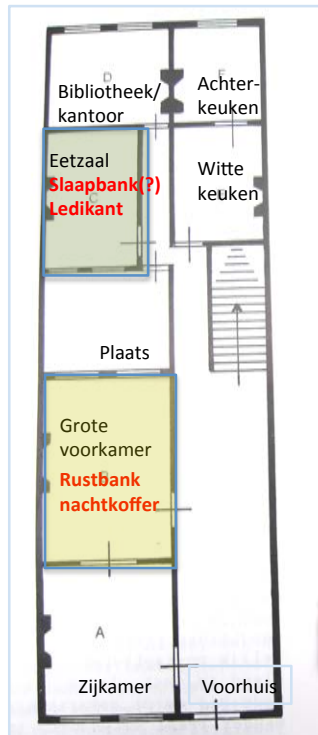 D
Bibliotheek/
kantoor
Achter-
keuken
Eetzaal
Slaapbank(?)
Ledikant
C
Witte
keuken
Plaats
Grote
voorkamer
Rustbank
nachtkoffer
A
Zijkamer
Voorhuis